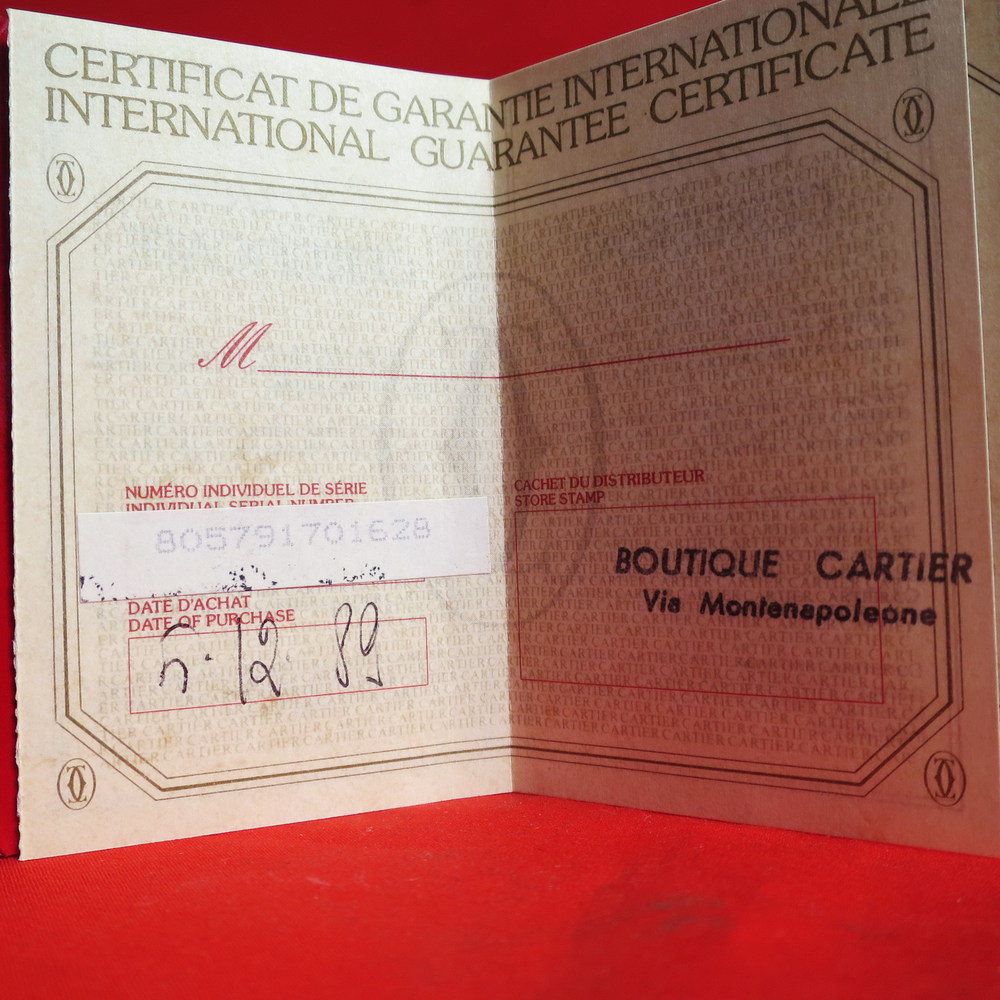 CERTIFICAT DE GARANTIE INTERNATIONALE
INTERNATIONAL GUARANTEE CERTIFICATE
M
NUMÉRO INDIVIDUEL DE SÉRIE
INDIVIDUAL SERIAL NUMBER
805791701628
DATE D'ACHAT
DATE OF PURCHASE
12 89
CACHET DU DISTRIBUTEUR
STORE STAMP
BOUTIQUE CARTIER
Via Montenapoleone